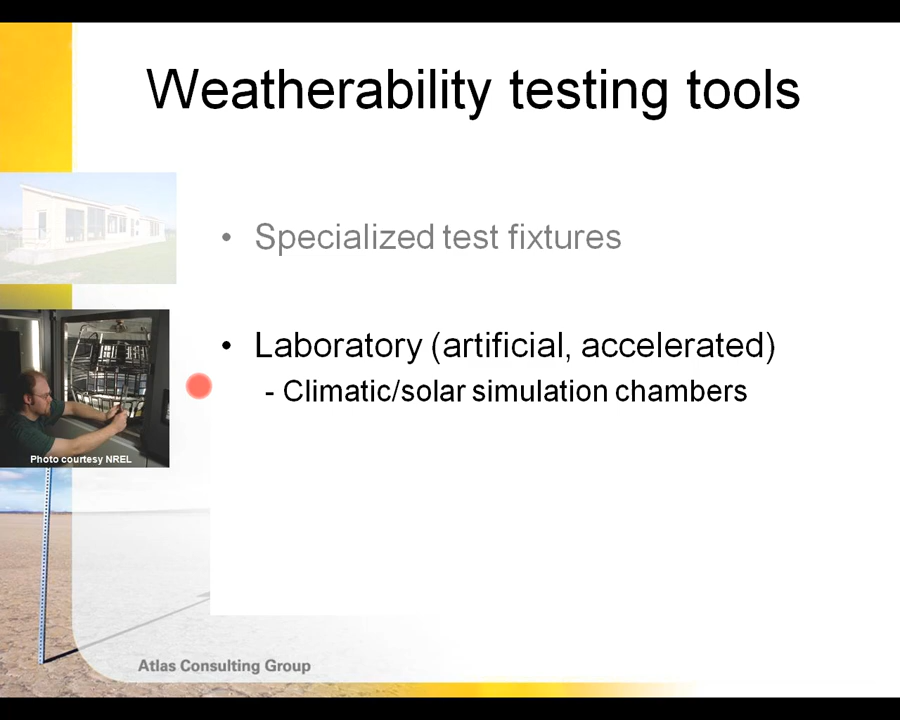 Weatherability testing tools
• Specialized test fixtures
• Laboratory (artificial, accelerated)
- Climatic/solar simulation chambers
Photo courtesy NREL
Atlas Consulting Group